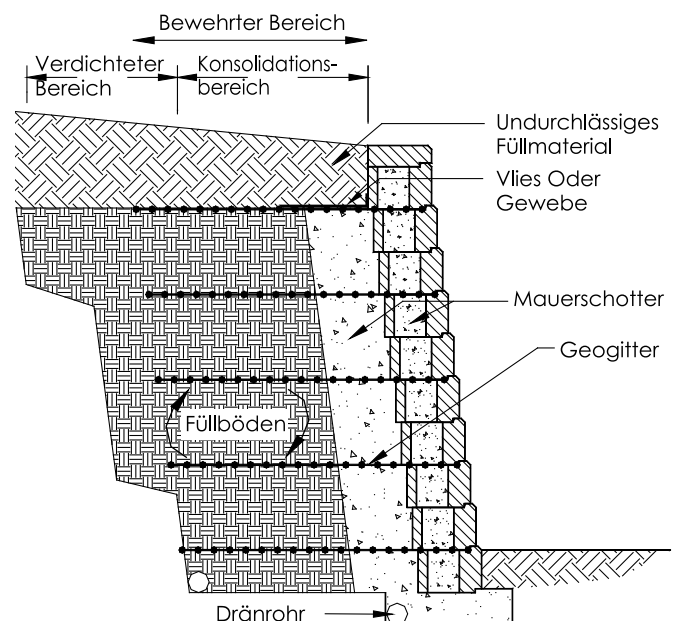 Bewehrter Bereich
Verdichteter
Bereich
Konsolidations-
bereich
Undurchlässiges
Füllmaterial
Vlies Oder
Gewebe
Mauerschotter
Geogitter
Füllböden
Dränrohr